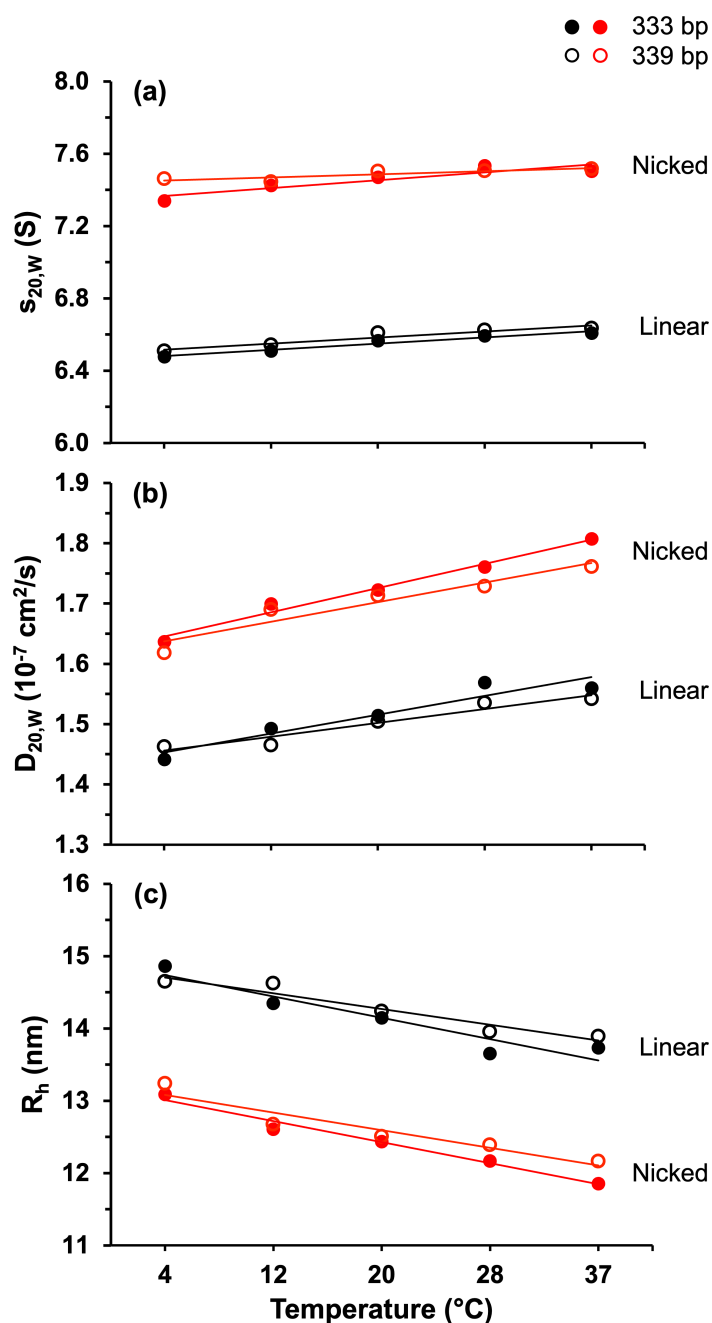 333 bp
339 bp
(a)
8.0
7.6
7.2
6.8
6.4
6.0
s20,W (S)
Nicked
Linear
(b)
1.9
1.8
1.7
1.6
1.5
1.4
1.3
D20,W (10-7 cm2/s)
Nicked
Linear
(c)
16
15
14
13
12
11
Rh (nm)
Linear
Nicked
4 12 20 28 37
Temperature (°C)